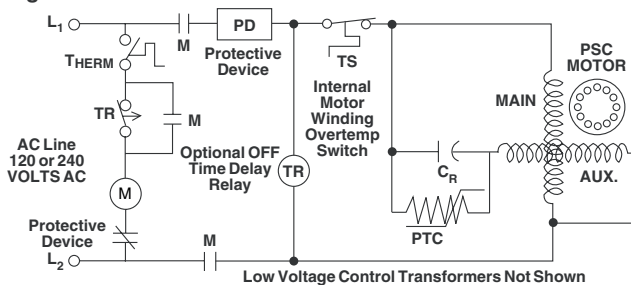 L1
THERM
TR
M
AC Line
120 or 240
VOLTS AC
M
Protective
Device
L2
M
PD
Protective
Device
TS
Internal
Motor
Winding
Overtemp
Switch
Optional OFF
Time Delay
Relay
TR
M
MAIN
PSC
MOTOR
CR
AUX.
PTC
Low Voltage Control Transformers Not Shown